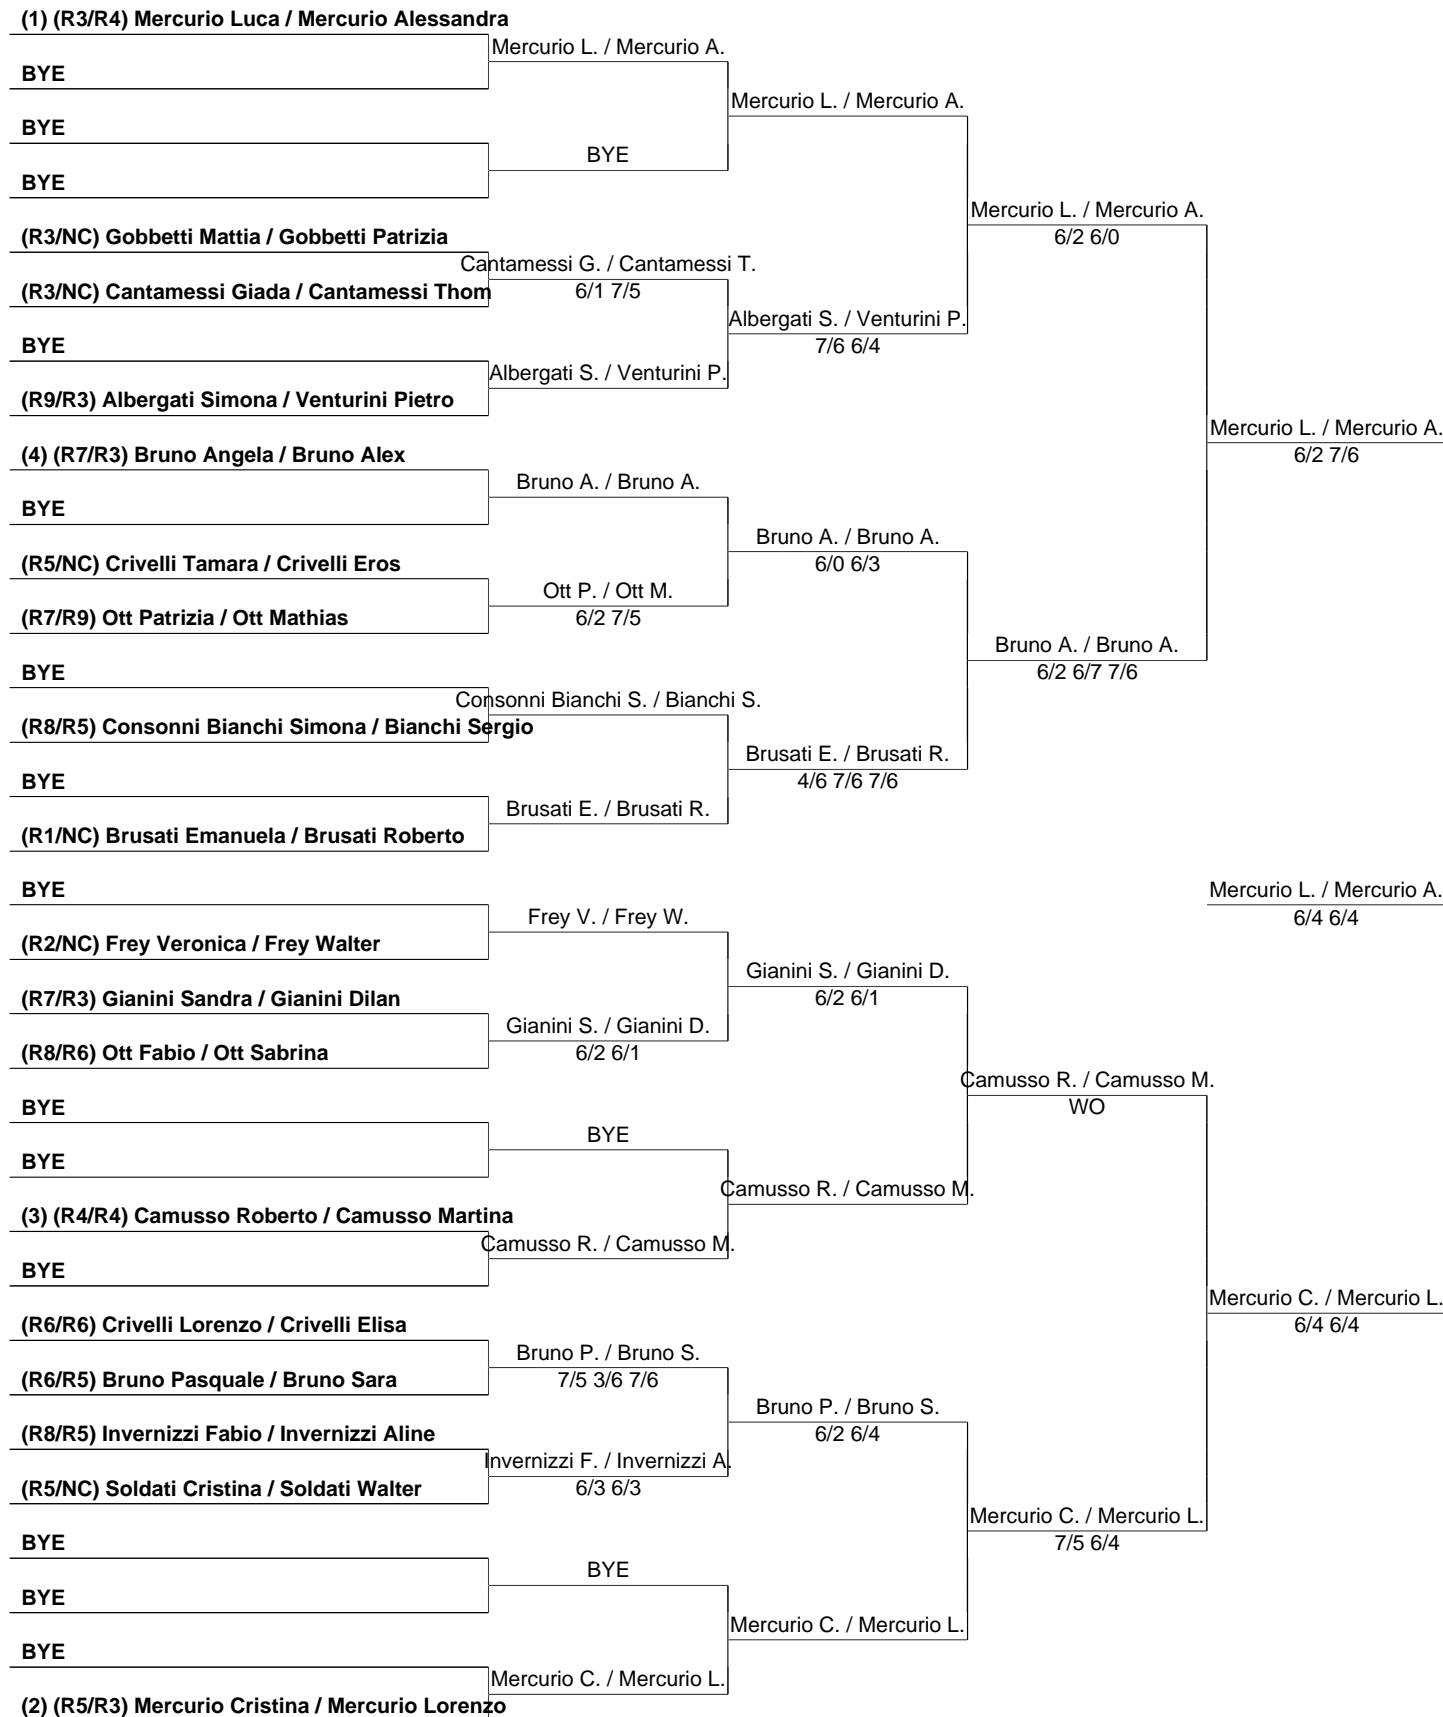 (1) (R3/R4) Mercurio Luca / Mercurio Alessandra
Mercurio L. / Mercurio A.
BYE
Mercurio L. / Mercurio A.
BYE
BYE
BYE
Mercurio L. / Mercurio A.
6/2 6/0
(R3/NC) Gobbetti Mattia / Gobbetti Patrizia
Cantamessi G. / Cantamessi T.
6/1 7/5
(R3/NC) Cantamessi Giada / Cantamessi Thom
Albergati S. / Venturini P.
7/6 6/4
BYE
Albergati S. / Venturini P.
(R9/R3) Albergati Simona / Venturini Pietro
Mercurio L. / Mercurio A.
6/2 7/6
(4) (R7/R3) Bruno Angela / Bruno Alex
Bruno A. / Bruno A.
BYE
Bruno A. / Bruno A.
6/0 6/3
(R5/NC) Crivelli Tamara / Crivelli Eros
Ott P. / Ott M.
6/2 7/5
(R7/R9) Ott Patrizia / Ott Mathias
Bruno A. / Bruno A.
6/2 6/7 7/6
BYE
Consonni Bianchi S. / Bianchi S.
(R8/R5) Consonni Bianchi Simona / Bianchi Sergio
Brusati E. / Brusati R.
4/6 7/6 7/6
BYE
Brusati E. / Brusati R.
(R1/NC) Brusati Emanuela / Brusati Roberto
BYE
Mercurio L. / Mercurio A.
6/4 6/4
Frey V. / Frey W.
(R2/NC) Frey Veronica / Frey Walter
Gianini S. / Gianini D.
6/2 6/1
(R7/R3) Gianini Sandra / Gianini Dilan
Gianini S. / Gianini D.
6/2 6/1
(R8/R6) Ott Fabio / Ott Sabrina
Camusso R. / Camusso M.
WO
BYE
BYE
BYE
Camusso R. / Camusso M.
(3) (R4/R4) Camusso Roberto / Camusso Martina
Camusso R. / Camusso M.
BYE
Mercurio C. / Mercurio L.
6/4 6/4
(R6/R6) Crivelli Lorenzo / Crivelli Elisa
Bruno P. / Bruno S.
7/5 3/6 7/6
(R6/R5) Bruno Pasquale / Bruno Sara
Bruno P. / Bruno S.
6/2 6/4
(R8/R5) Invernizzi Fabio / Invernizzi Aline
Invernizzi F. / Invernizzi A.
6/3 6/3
(R5/NC) Soldati Cristina / Soldati Walter
Mercurio C. / Mercurio L.
7/5 6/4
BYE
BYE
BYE
Mercurio C. / Mercurio L.
BYE
Mercurio C. / Mercurio L.
(2) (R5/R3) Mercurio Cristina / Mercurio Lorenzo